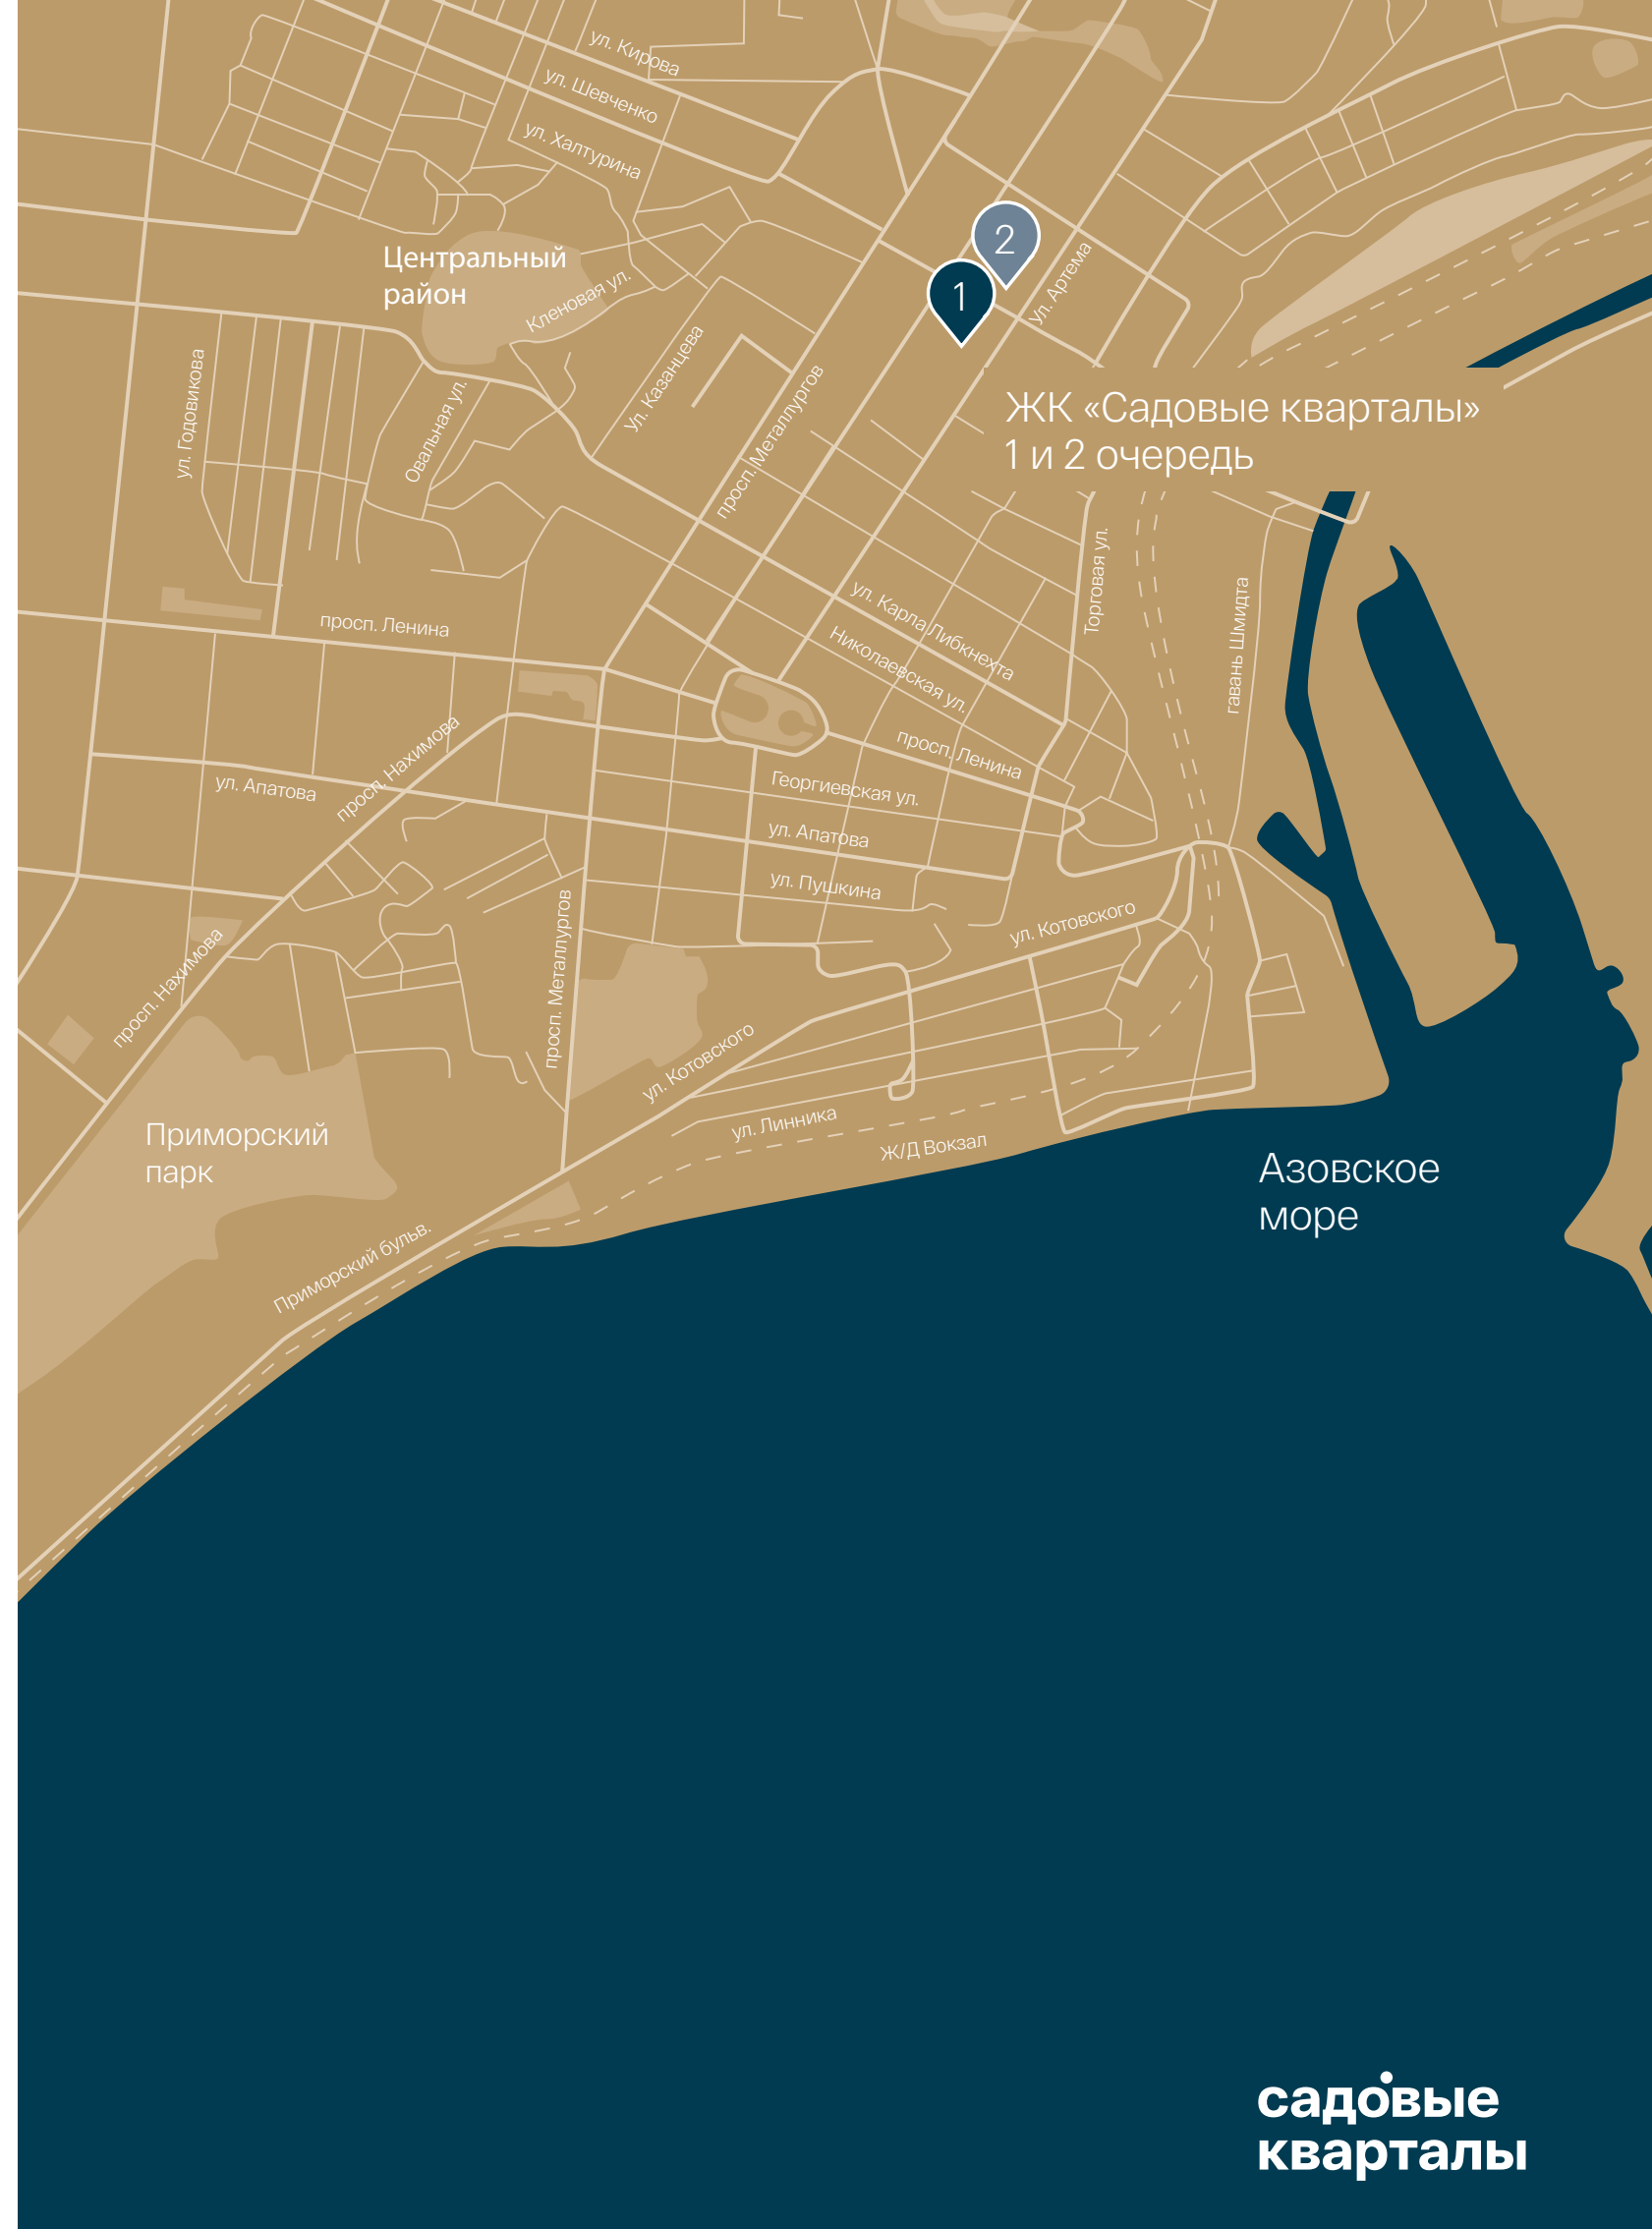 ул. Кирова
ул. Шевченко
ул. Халтурина
Центральный
район
Кленовая ул.
2
1
Ул. Артема
ул. Годовикова
Овальная ул.
Ул. Казанцева
просп. Металлургов
ЖК «Садовые кварталы»
1 и 2 очередь
Торговая ул.
гавань Шмидта
ул. Карла Либкнехта
Николаевская ул.
просп. Ленина
просп. Ленина
просп. Нахимова
ул. Апатова
Георгиевская ул.
ул. Апатова
ул. Пушкина
просп. Нахимова
просп. Металлургов
ул. Котовского
ул. Котовского
ул. Линника
Ж/Д Вокзал
Приморский
парк
Приморский бульв.
Азовское
море
садовые
кварталы